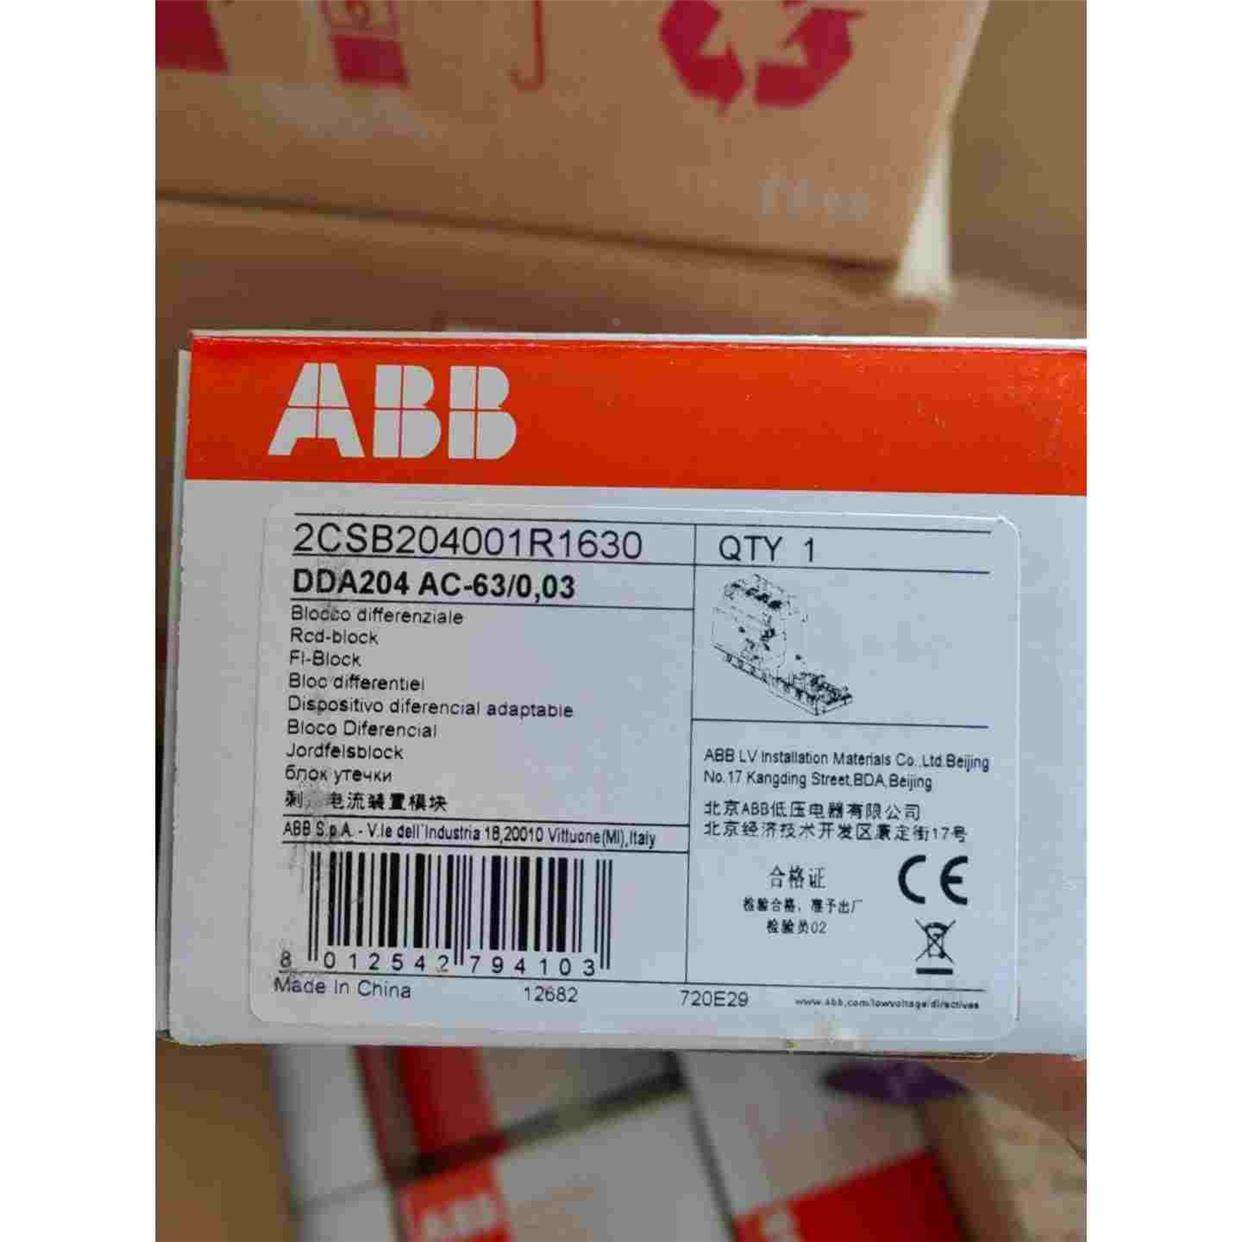 ABB
2CSB204001R1630
QTY 1
DDA204 AC-63/0,03
Blocco differenziale
Rcd-block
FI-Block
Bloc differentiel
Dispositivo diferencial adaptable
Bloco Diferencial
Jordfelsblock
блок утечки
剩 电流装置模块
ABB S.p.A. - V.le dell'Industria 18,20010 Vittuone(MI),Italy
ABB LV Installation Materials Co.,Ltd.Beijing
No.17 Kangding Street,BDA,Beijing
北京ABB低压电器有限公司
北京经济技术开发区康定街17号
合格证
检验合格，准予出厂
检验员02
CE
8 012542 794103
Made In China
12682
720E29
www.abb.com/lowvoltage/directives
ABB